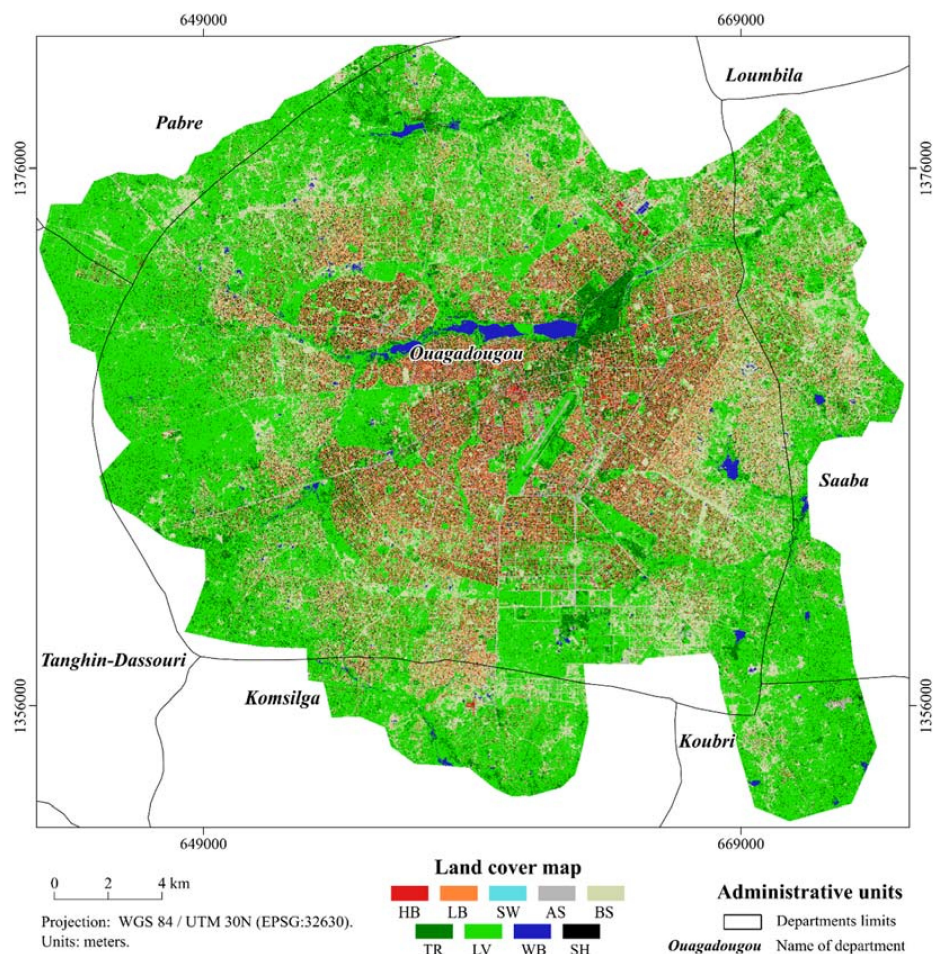 649000 669000
Loumbila
Pabre
1376000 1376000
Ouagadougou
Saaba
Tanghin-Dassouri
Komsilga
1356000 1356000
Koubri
649000 669000
Land cover map
0 2 4 km
HB LB SW AS BS
Administrative units
Projection: WGS 84 / UTM 30N (EPSG:32630).
Departments limits
Units: meters.
TR LV WB SH
Ouagadougou Name of department